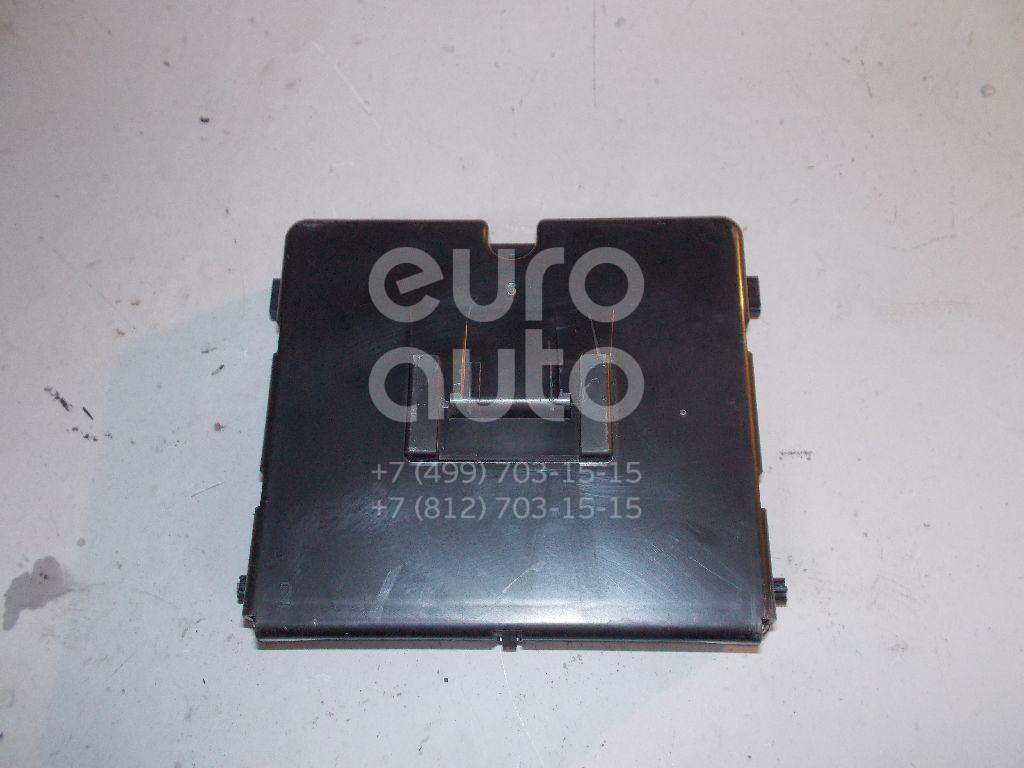 euro
auto
+7 (499) 703-15-15
+7 (812) 703-15-15